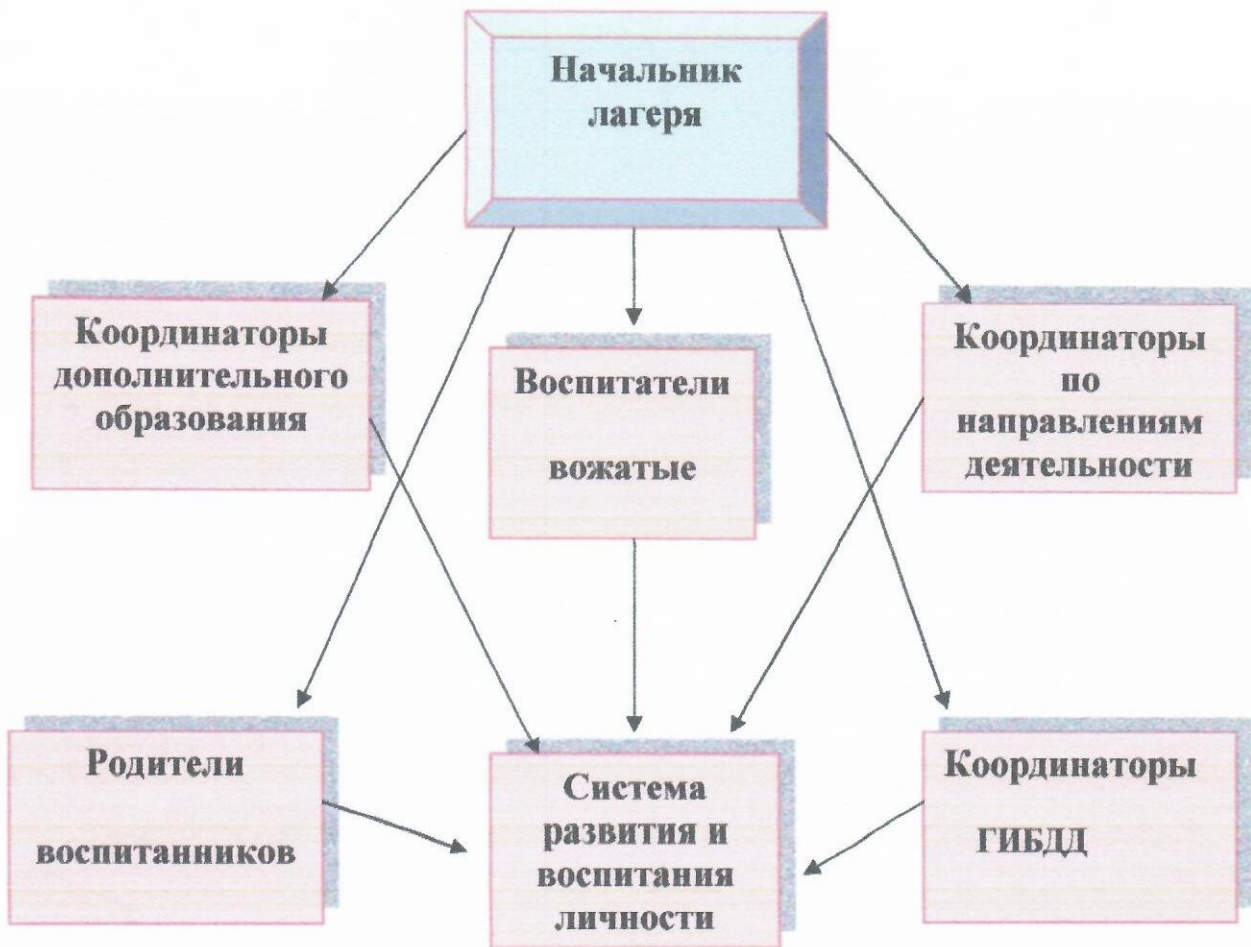 Начальник
лагеря
Координаторы
дополнительного
образования
Воспитатели
вожатые
Координаторы
по
направлениям
деятельности
Родители
воспитанников
Система
развития и
воспитания
личности
Координаторы
ГИБДД